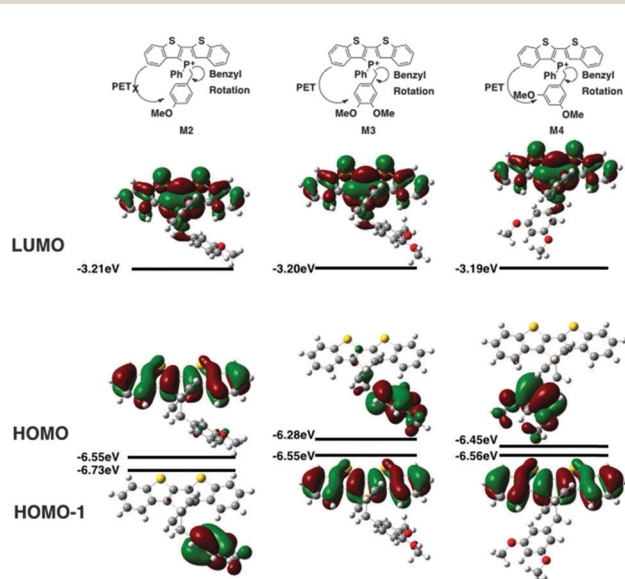 S S
P+
Ph Benzyl
PET X Rotation
MeO
M2
S S
P+
Ph Benzyl
PET Rotation
MeO OMe
M3
S S
P+
Ph Benzyl
PET MeO Rotation
OMe
M4
LUMO
-3.21eV -3.20eV -3.19eV
HOMO
-6.28eV -6.45eV
-6.55eV -6.55eV -6.56eV
-6.73eV
HOMO-1